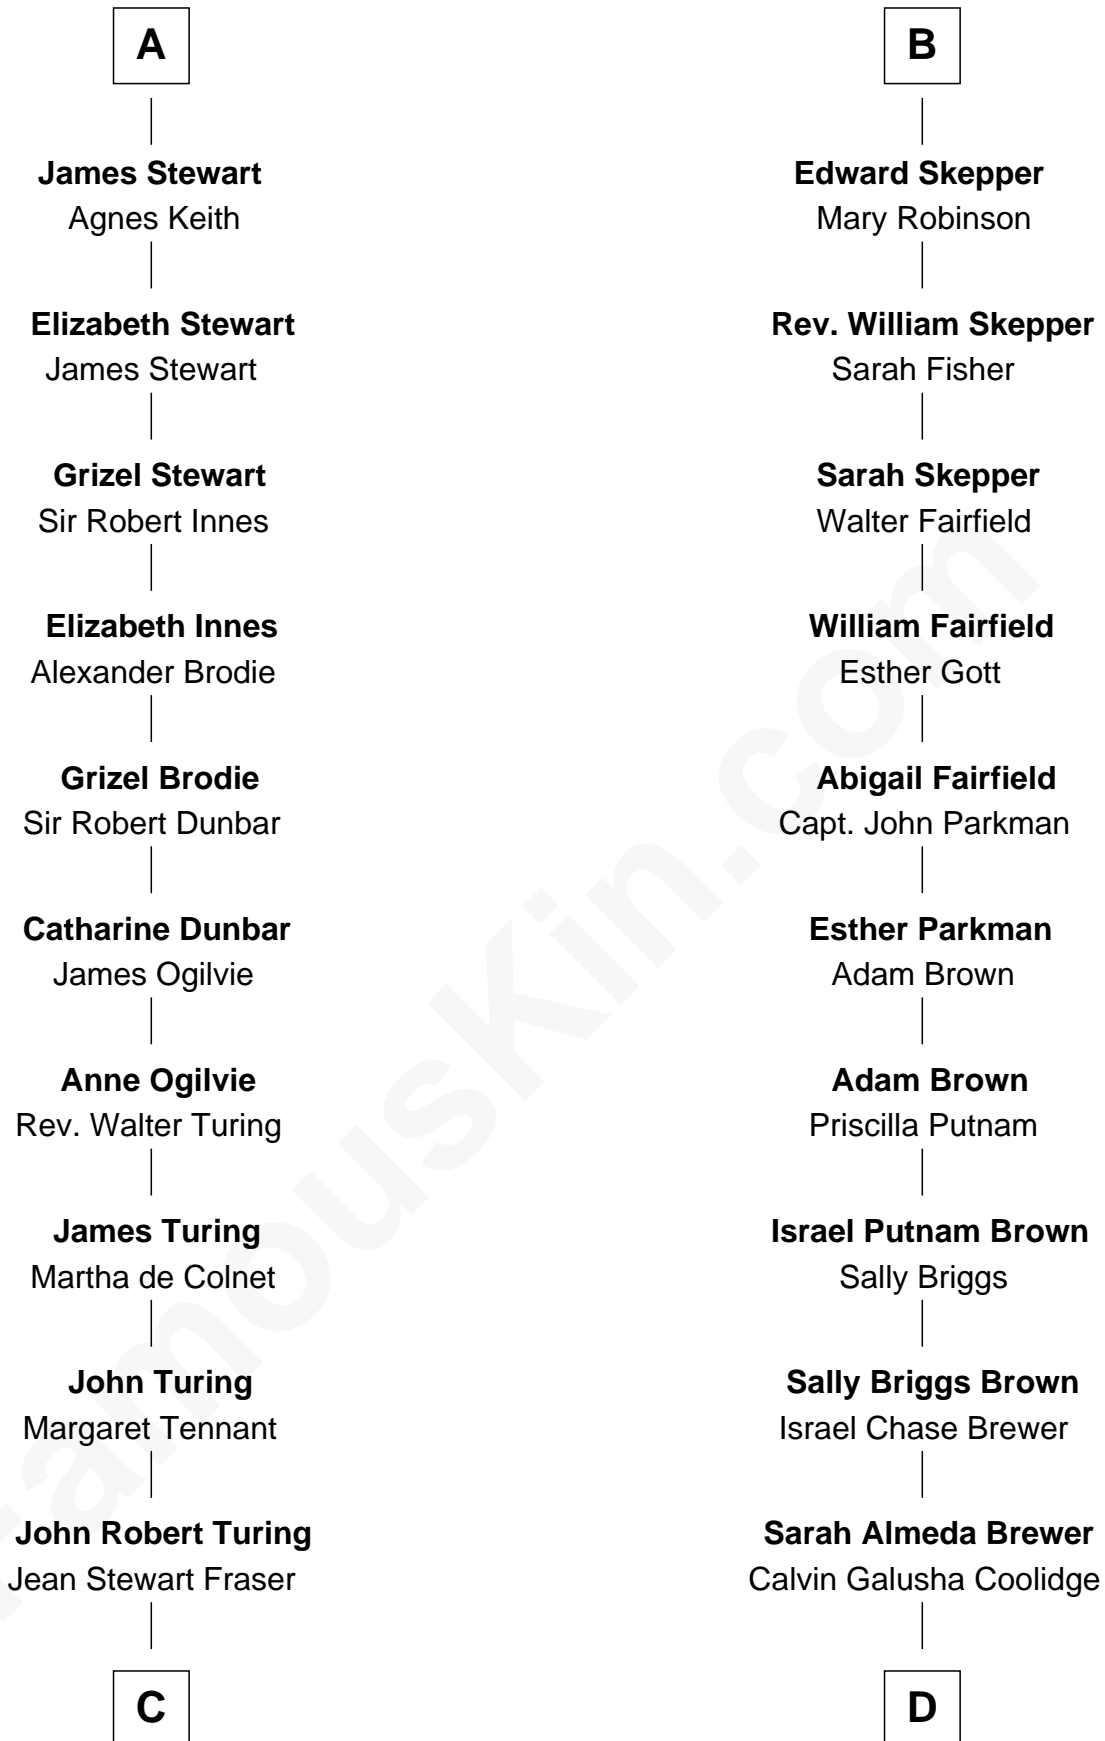 A
James Stewart
Agnes Keith
Elizabeth Stewart
James Stewart
Grizel Stewart
Sir Robert Innes
Elizabeth Innes
Alexander Brodie
Grizel Brodie
Sir Robert Dunbar
Catharine Dunbar
James Ogilvie
Anne Ogilvie
Rev. Walter Turing
James Turing
Martha de Colnet
John Turing
Margaret Tennant
John Robert Turing
Jean Stewart Fraser
C
B
Edward Skepper
Mary Robinson
Rev. William Skepper
Sarah Fisher
Sarah Skepper
Walter Fairfield
William Fairfield
Esther Gott
Abigail Fairfield
Capt. John Parkman
Esther Parkman
Adam Brown
Adam Brown
Priscilla Putnam
Israel Putnam Brown
Sally Briggs
Sally Briggs Brown
Israel Chase Brewer
Sarah Almeda Brewer
Calvin Galusha Coolidge
D
FamousKin.com